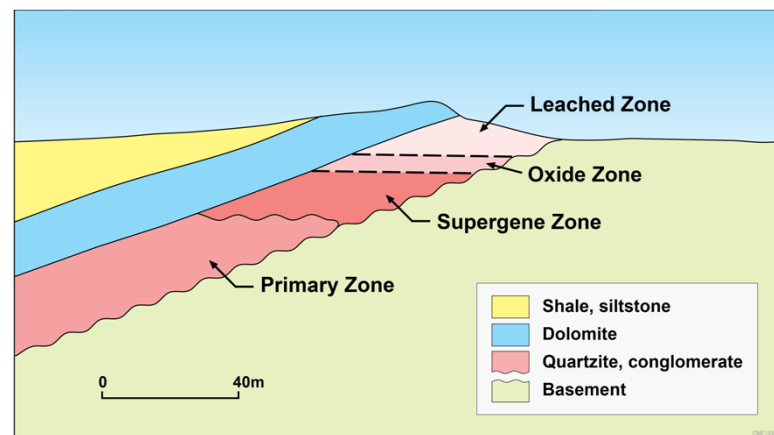 Leached Zone
Oxide Zone
Supergene Zone
Primary Zone
Shale, siltstone
Dolomite
Quartzite, conglomerate
Basement
0 40m